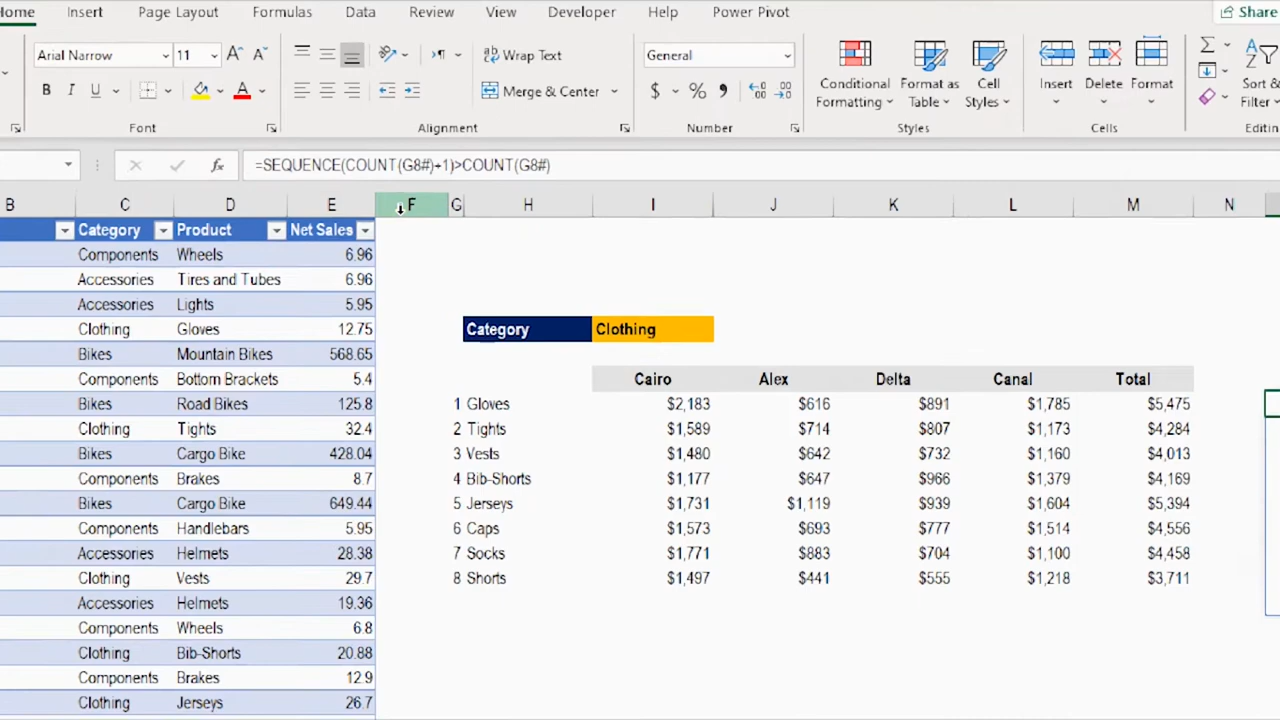 Home Insert Page Layout Formulas Data Review View Developer Help Power Pivot Share
Arial Narrow 11 A A Wrap Text General
B I U A Merge & Center $ % 9 Conditional Formatting Format as Table Cell Styles Insert Delete Format Sort & Filter
Font Alignment Number Styles Cells
fx =SEQUENCE(COUNT(G8#)+1)>COUNT(G8#)
B C D E F G H I J K L M N
Category Product Net Sales
Components Wheels 6.96
Accessories Tires and Tubes 6.96
Accessories Lights 5.95
Clothing Gloves 12.75 Category Clothing
Bikes Mountain Bikes 568.65
Components Bottom Brackets 5.4 Cairo Alex Delta Canal Total
Bikes Road Bikes 125.8 1 Gloves $2,183 $616 $891 $1,785 $5,475
Clothing Tights 32.4 2 Tights $1,589 $714 $807 $1,173 $4,284
Bikes Cargo Bike 428.04 3 Vests $1,480 $642 $732 $1,160 $4,013
Components Brakes 8.7 4 Bib-Shorts $1,177 $647 $966 $1,379 $4,169
Bikes Cargo Bike 649.44 5 Jerseys $1,731 $1,119 $939 $1,604 $5,394
Components Handlebars 5.95 6 Caps $1,573 $693 $777 $1,514 $4,556
Accessories Helmets 28.38 7 Socks $1,771 $883 $704 $1,100 $4,458
Clothing Vests 29.7 8 Shorts $1,497 $441 $555 $1,218 $3,711
Accessories Helmets 19.36
Components Wheels 6.8
Clothing Bib-Shorts 20.88
Components Brakes 12.9
Clothing Jerseys 26.7